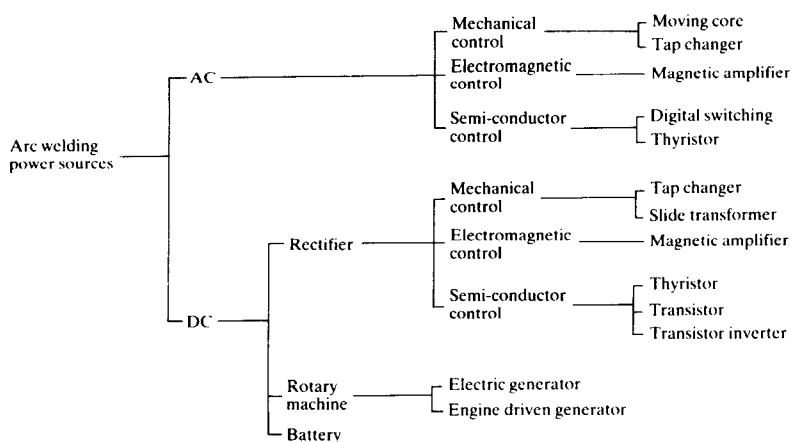 Arc welding
power sources
AC
Mechanical
control
Moving core
Tap changer
Electromagnetic
control
Magnetic amplifier
Semi-conductor
control
Digital switching
Thyristor
DC
Rectifier
Mechanical
control
Tap changer
Slide transformer
Electromagnetic
control
Magnetic amplifier
Semi-conductor
control
Thyristor
Transistor
Transistor inverter
Rotary
machine
Electric generator
Engine driven generator
Battery